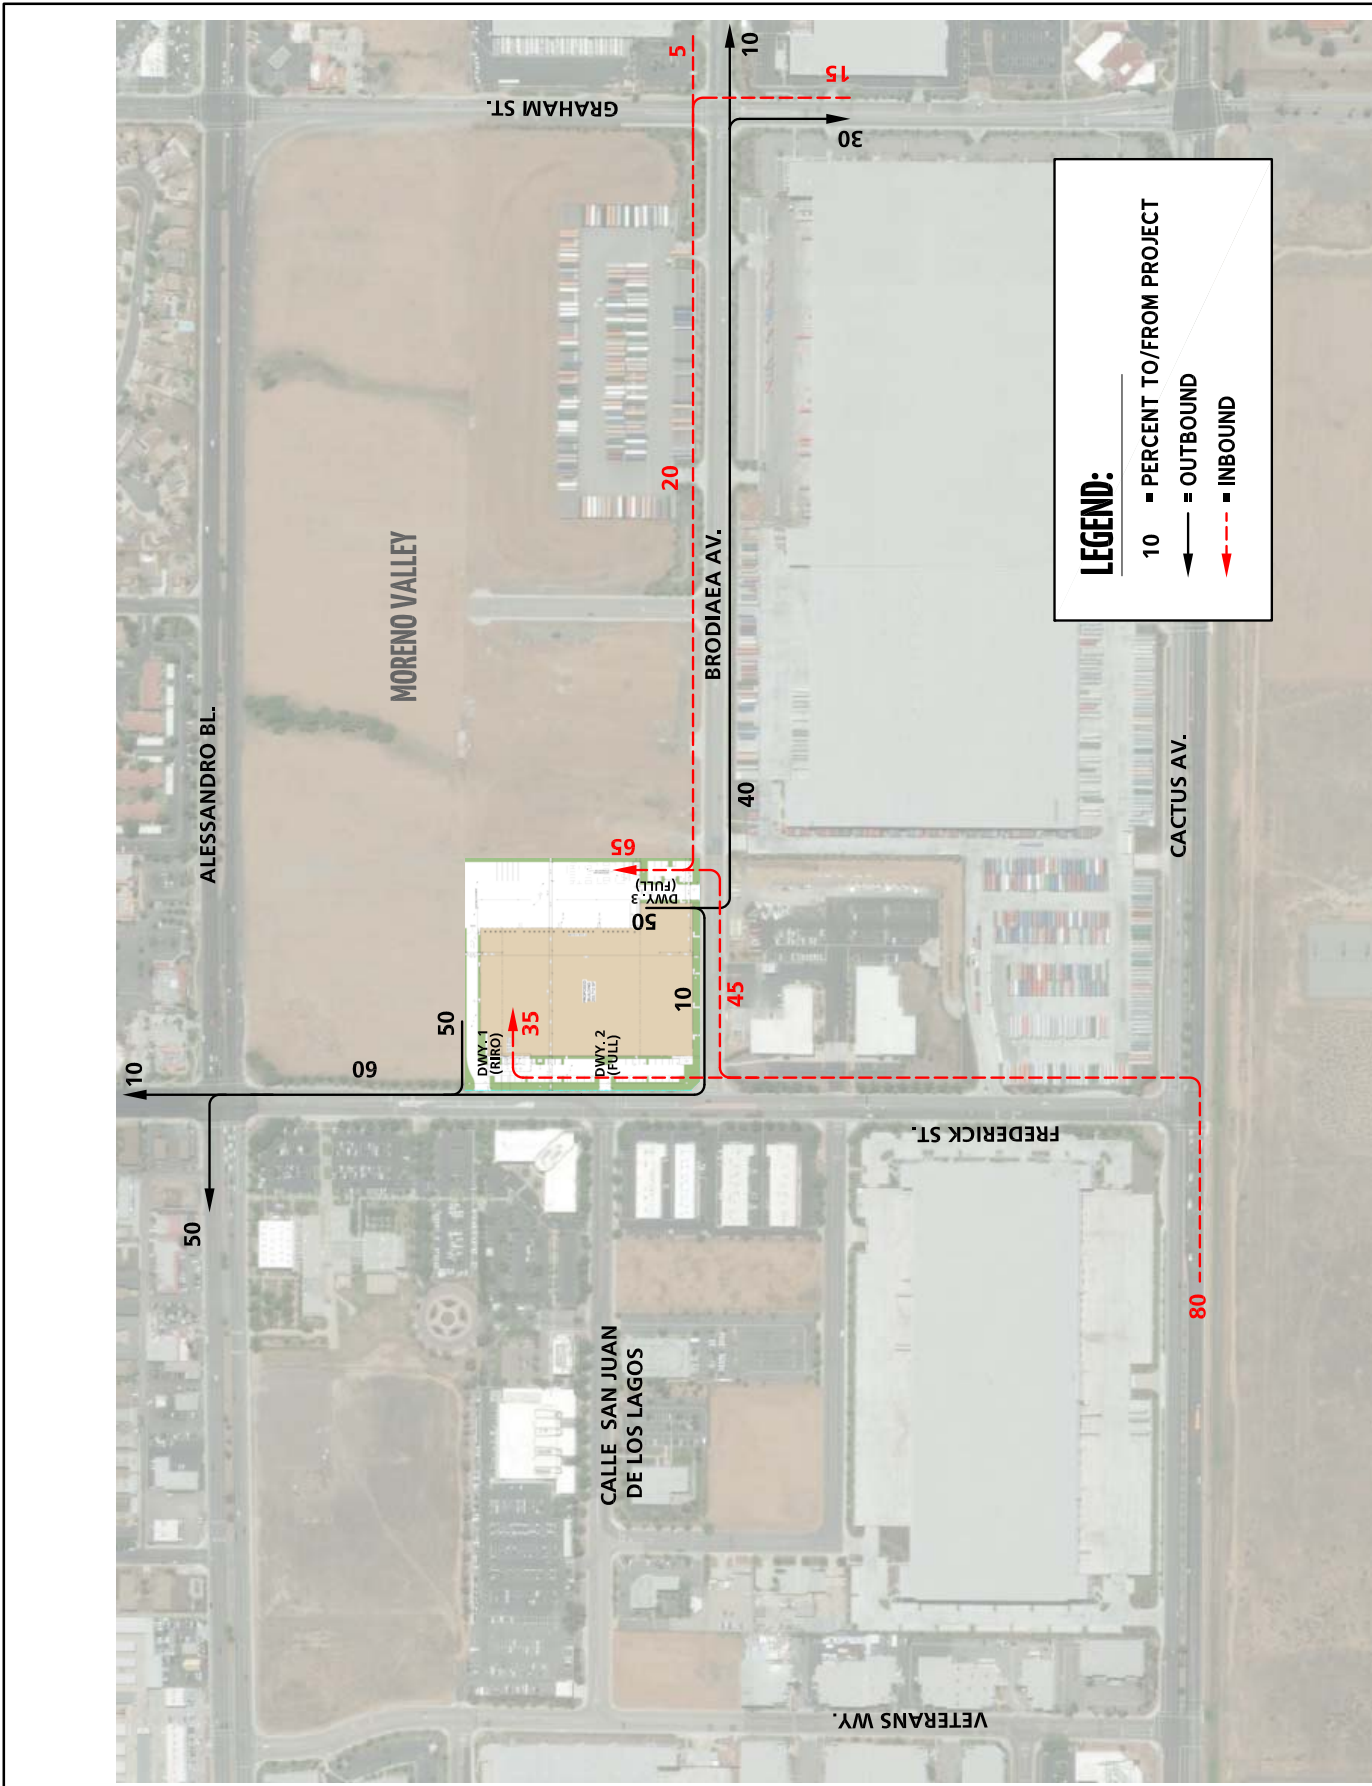 GRAHAM ST.
5
10
15
30
MORENO VALLEY
20
BRODIAEA AV.
ALESSANDRO BL.
40
CACTUS AV.
65
DWY. 3
(FULL)
50
45
10
50
35
DWY. 1
(RIRO)
DWY. 2
(FULL)
60
10
50
FREDERICK ST.
80
CALLE SAN JUAN
DE LOS LAGOS
VETERANS WY.
LEGEND:
10 = PERCENT TO/FROM PROJECT
= OUTBOUND
= INBOUND